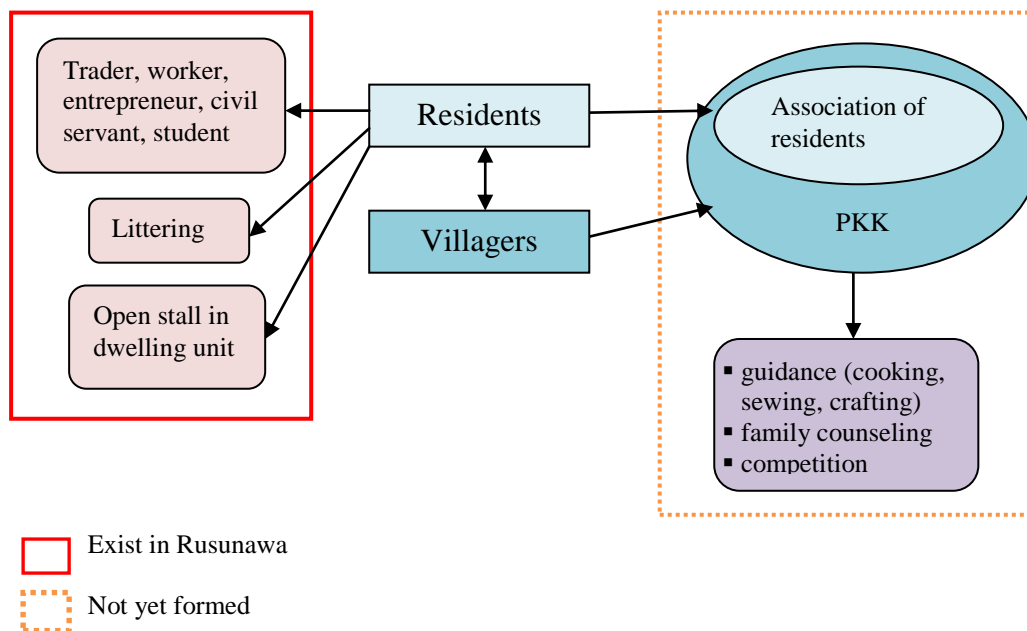 Trader, worker,
entrepreneur, civil
servant, student
Littering
Open stall in
dwelling unit
Residents
Villagers
Association of
residents
PKK
▪ guidance (cooking,
sewing, crafting)
▪ family counseling
▪ competition
Exist in Rusunawa
Not yet formed